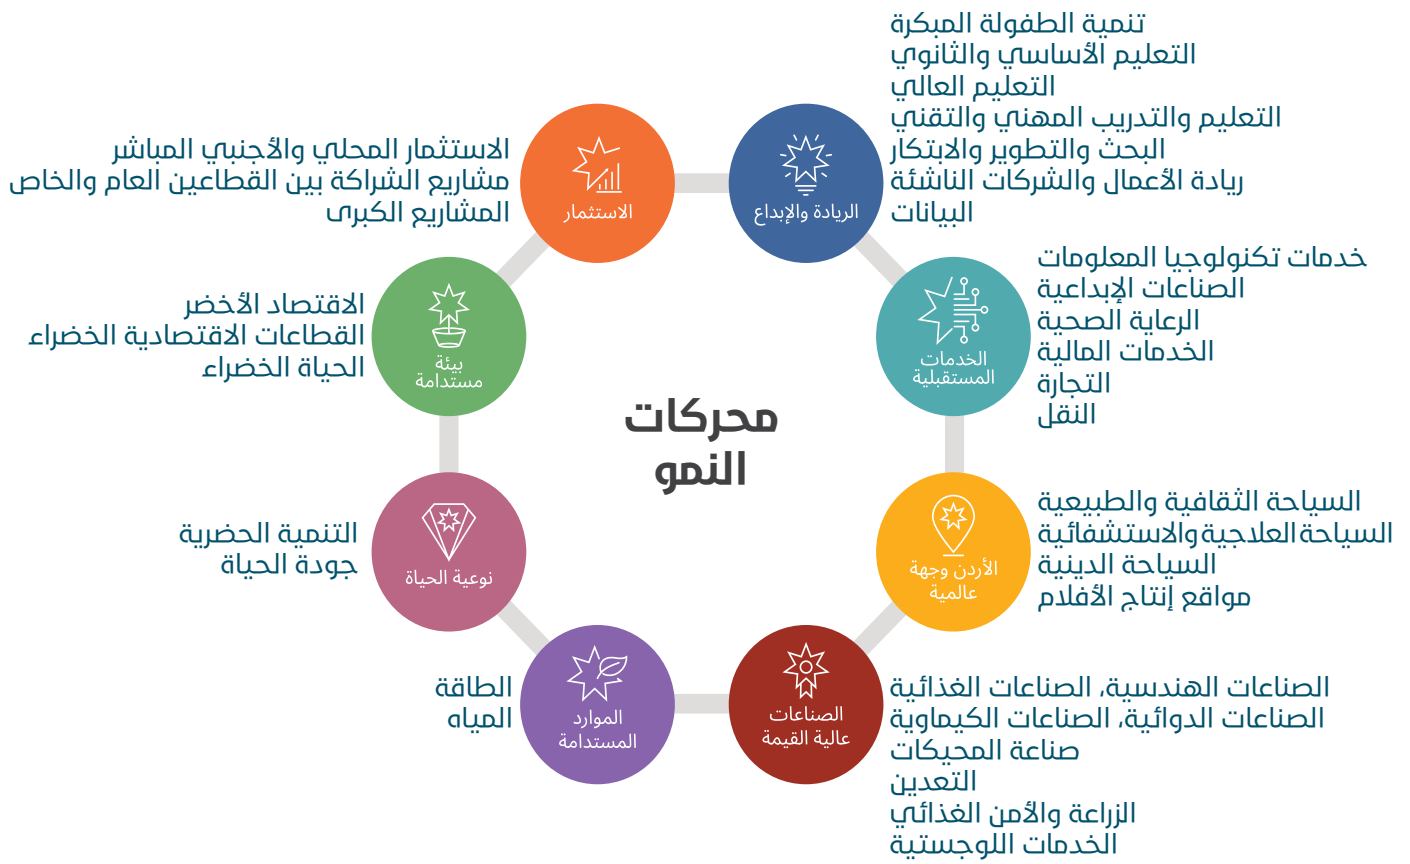 محركات
النمو
الريادة والإبداع
تنمية الطفولة المبكرة
التعليم الأساسي والثانوي
التعليم العالي
التعليم والتدريب المهني والتقني
البحث والتطوير والابتكار
ريادة الأعمال والشركات الناشئة
البيانات
الخدمات
المستقبلية
خدمات تكنولوجيا المعلومات
الصناعات الإبداعية
الرعاية الصحية
الخدمات المالية
التجارة
النقل
الأردن وجهة
عالمية
السياحة الثقافية والطبيعية
السياحة العلاجية والاستشفائية
السياحة الدينية
مواقع إنتاج الأفلام
الصناعات
عالية القيمة
الصناعات الهندسية، الصناعات الغذائية
الصناعات الدوائية، الصناعات الكيماوية
صناعة المحيكات
التعدين
الزراعة والأمن الغذائي
الخدمات اللوجستية
الموارد
المستدامة
الطاقة
المياه
نوعية الحياة
التنمية الحضرية
جودة الحياة
بيئة
مستدامة
الاقتصاد الأخضر
القطاعات الاقتصادية الخضراء
الحياة الخضراء
الاستثمار
الاستثمار المحلي والأجنبي المباشر
مشاريع الشراكة بين القطاعين العام والخاص
المشاريع الكبرى